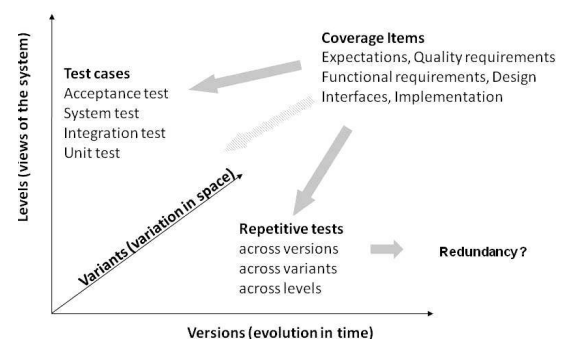 Coverage Items
Expectations, Quality requirements
Functional requirements, Design
Interfaces, Implementation
Test cases
Acceptance test
System test
Integration test
Unit test
Levels (views of the system)
Variants (variation in space)
Repetitive tests
across versions
across variants
across levels
Redundancy?
Versions (evolution in time)